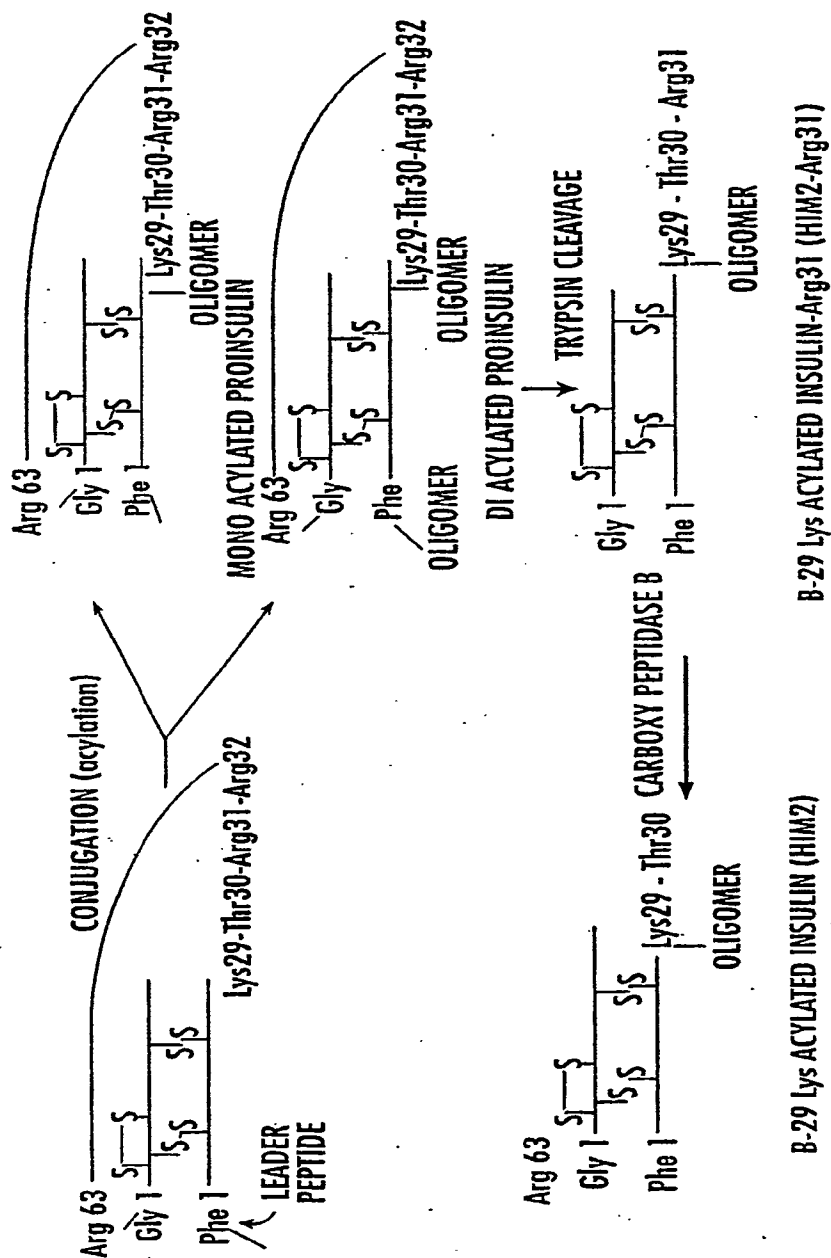 Arg 63
Gly 1
Phe 1
LEADER
PEPTIDE
S S
S S
S S
Lys29-Thr30-Arg31-Arg32
CONJUGATION (acylation)
Arg 63
Gly 1
Phe 1
S S
S S
S S
Lys29-Thr30-Arg31-Arg32
OLIGOMER
MONO ACYLATED PROINSULIN
Arg 63
Gly
Phe
OLIGOMER
S S
S S
S S
Lys29-Thr30-Arg31-Arg32
OLIGOMER
DI ACYLATED PROINSULIN
TRYPSIN CLEAVAGE
Gly 1
Phe 1
S S
S S
S S
Lys29 - Thr30 - Arg31
OLIGOMER
B-29 Lys ACYLATED INSULIN-Arg31 (HIM2-Arg31)
CARBOXY PEPTIDASE B
Arg 63
Gly 1
Phe 1
S S
S S
S S
Lys29 - Thr30
OLIGOMER
B-29 Lys ACYLATED INSULIN (HIM2)